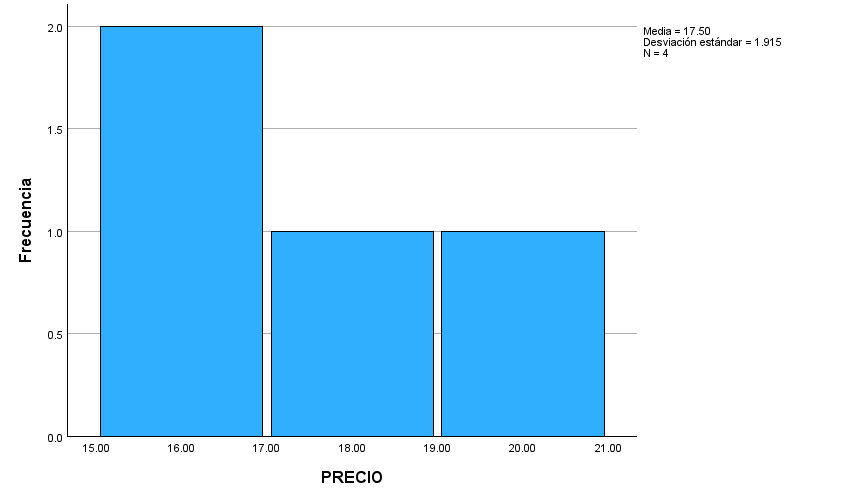 2.0
1.5
1.0
0.5
0.0
Frecuencia
15.00 16.00 17.00 18.00 19.00 20.00 21.00
PRECIO
Media = 17.50
Desviación estándar = 1.915
N = 4